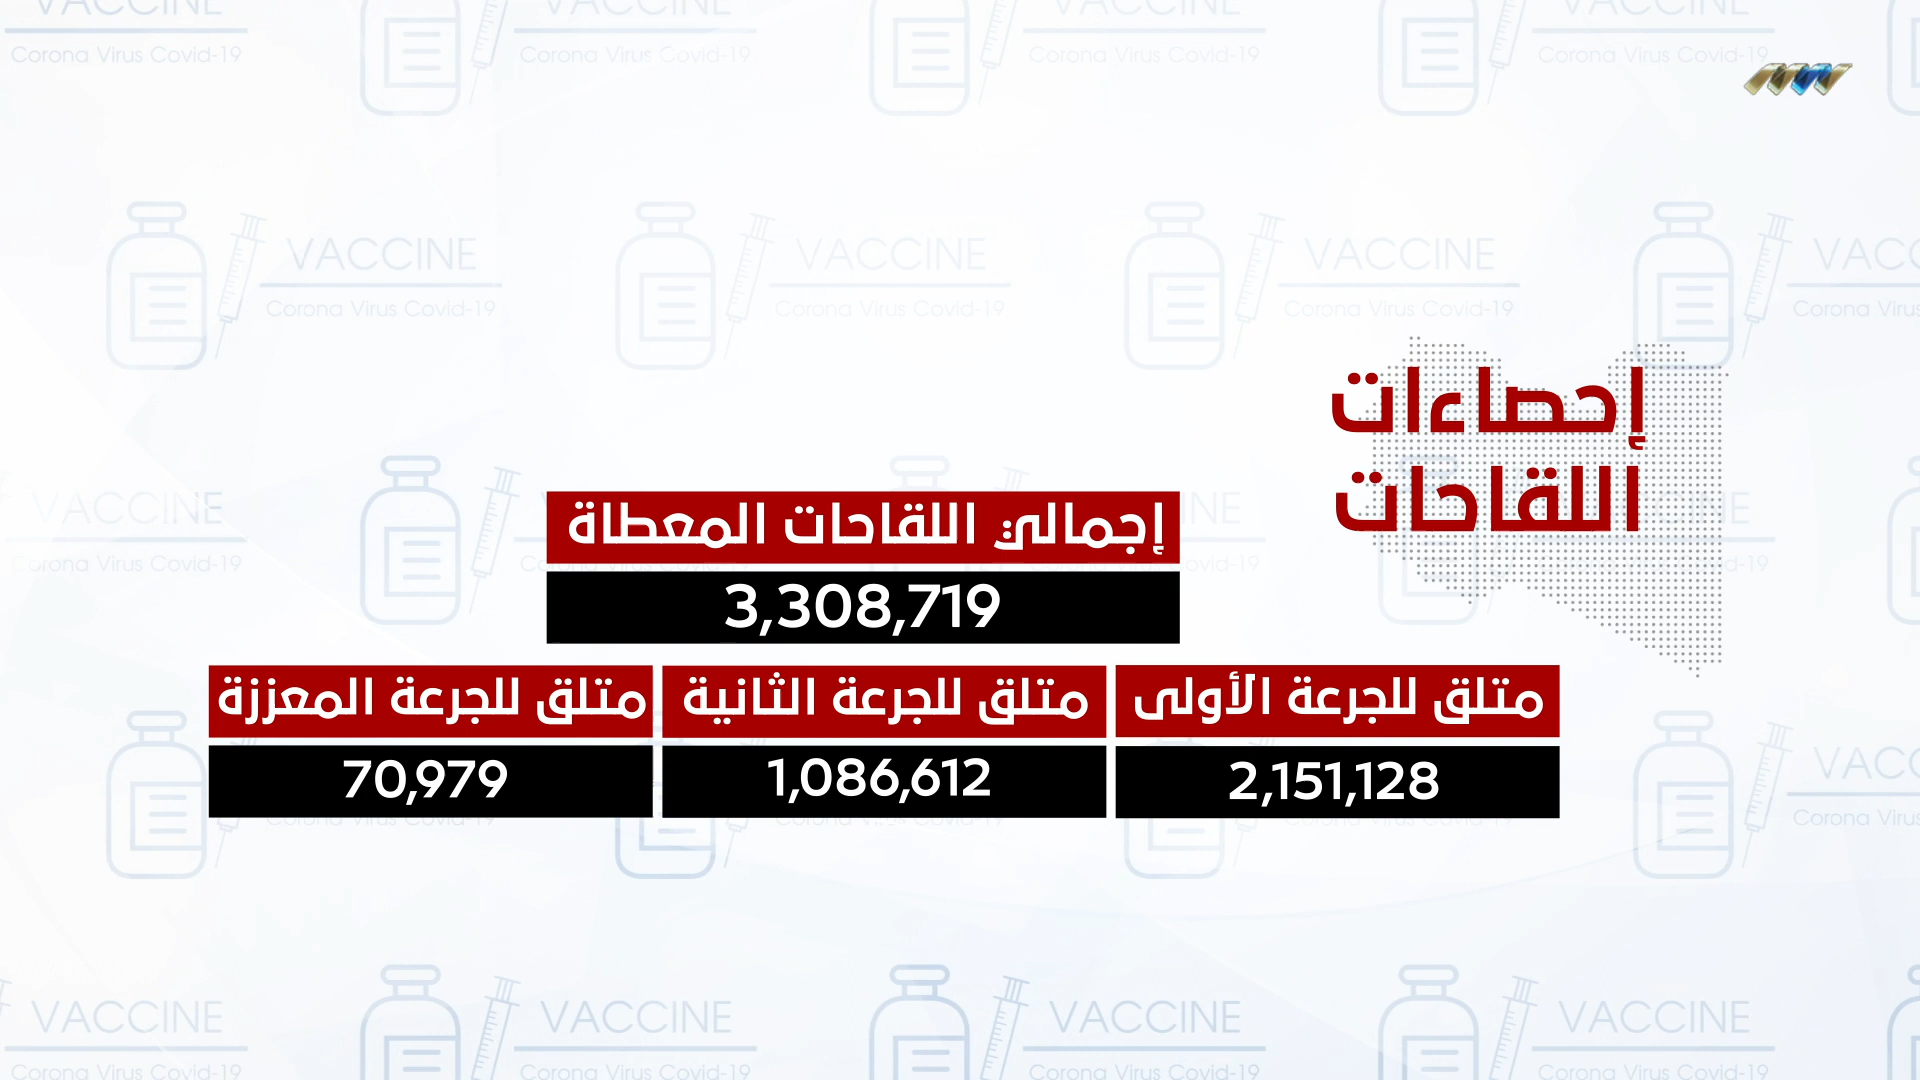 إحصاءات
اللقاحات
إجمالي اللقاحات المعطاة
3,308,719
متلق للجرعة الأولى
2,151,128
متلق للجرعة الثانية
1,086,612
متلق للجرعة المعززة
70,979
VACCINE
Corona Virus Covid-19